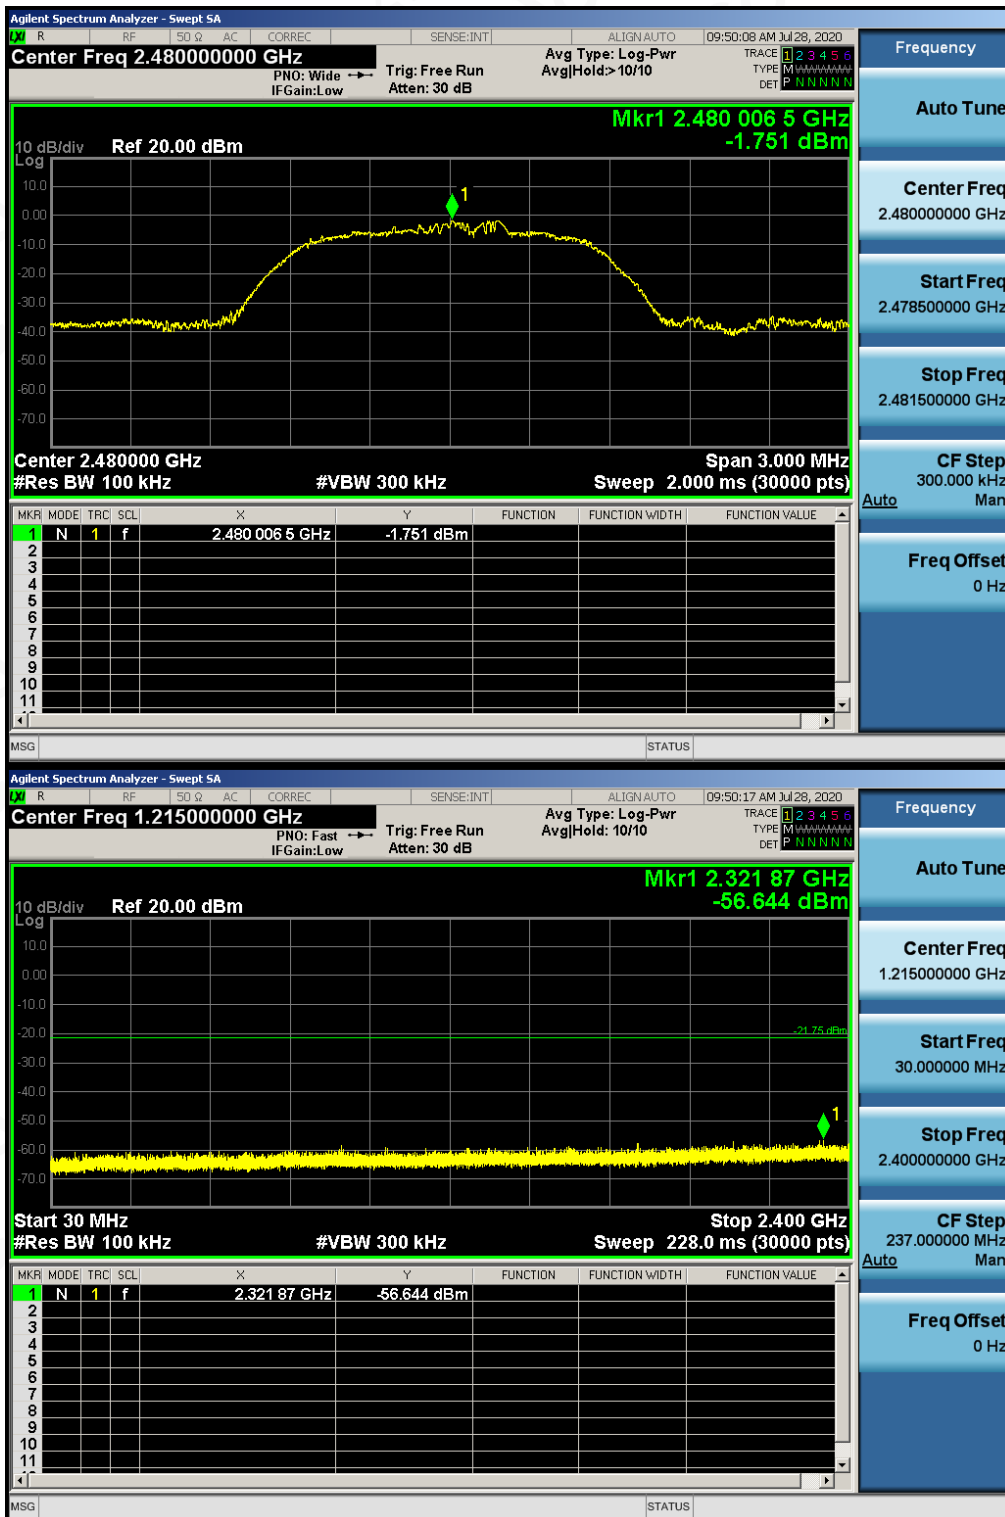 Agilent Spectrum Analyzer - Swept SA
LXI R RF 50 Ω AC CORREC SENSE:INT ALIGN AUTO 09:50:08 AM Jul 28, 2020
Center Freq 2.480000000 GHz Avg Type: Log-Pwr TRACE 1 2 3 4 5 6
PNO: Wide Trig: Free Run Avg|Hold:> 10/10 TYPE M WWWWW
IFGain:Low Atten: 30 dB DET P N N N N N
Mkr1 2.480 006 5 GHz
-1.751 dBm
10 dB/div Ref 20.00 dBm
Log
10.0
0.00
-10.0
-20.0
-30.0
-40.0
-50.0
-60.0
-70.0
1
Center 2.480000 GHz Span 3.000 MHz
#Res BW 100 kHz #VBW 300 kHz Sweep 2.000 ms (30000 pts)
MKR MODE TRC SCL X Y FUNCTION FUNCTION WIDTH FUNCTION VALUE
1 N 1 f 2.480 006 5 GHz -1.751 dBm
2
3
4
5
6
7
8
9
10
11
MSG STATUS
Frequency
Auto Tune
Center Freq
2.480000000 GHz
Start Freq
2.478500000 GHz
Stop Freq
2.481500000 GHz
CF Step
300.000 kHz
Auto Man
Freq Offset
0 Hz
Agilent Spectrum Analyzer - Swept SA
LXI R RF 50 Ω AC CORREC SENSE:INT ALIGN AUTO 09:50:17 AM Jul 28, 2020
Center Freq 1.215000000 GHz Avg Type: Log-Pwr TRACE 1 2 3 4 5 6
PNO: Fast Trig: Free Run Avg|Hold: 10/10 TYPE M WWWWW
IFGain:Low Atten: 30 dB DET P N N N N N
Mkr1 2.321 87 GHz
-56.644 dBm
10 dB/div Ref 20.00 dBm
Log
10.0
0.00
-10.0
-20.0
-30.0
-40.0
-50.0
-60.0
-70.0
-21.75 dBm
1
Start 30 MHz Stop 2.400 GHz
#Res BW 100 kHz #VBW 300 kHz Sweep 228.0 ms (30000 pts)
MKR MODE TRC SCL X Y FUNCTION FUNCTION WIDTH FUNCTION VALUE
1 N 1 f 2.321 87 GHz -56.644 dBm
2
3
4
5
6
7
8
9
10
11
MSG STATUS
Frequency
Auto Tune
Center Freq
1.215000000 GHz
Start Freq
30.000000 MHz
Stop Freq
2.400000000 GHz
CF Step
237.000000 MHz
Auto Man
Freq Offset
0 Hz